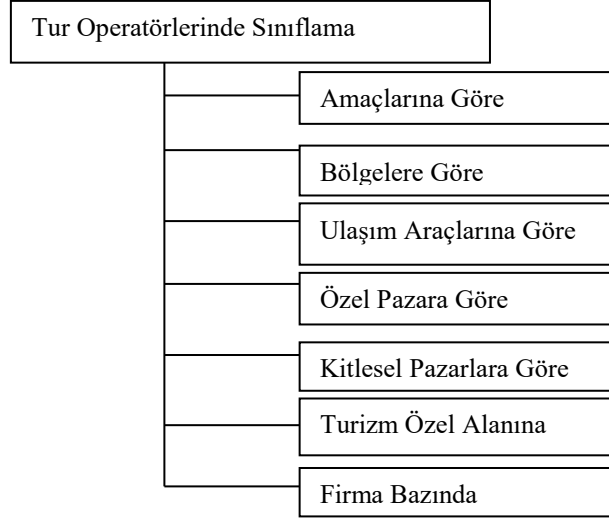 Tur Operatörlerinde Sınıflama
Amaçlarına Göre
Bölgelere Göre
Ulaşım Araçlarına Göre
Özel Pazara Göre
Kitlesel Pazarlara Göre
Turizm Özel Alanına
Firma Bazında